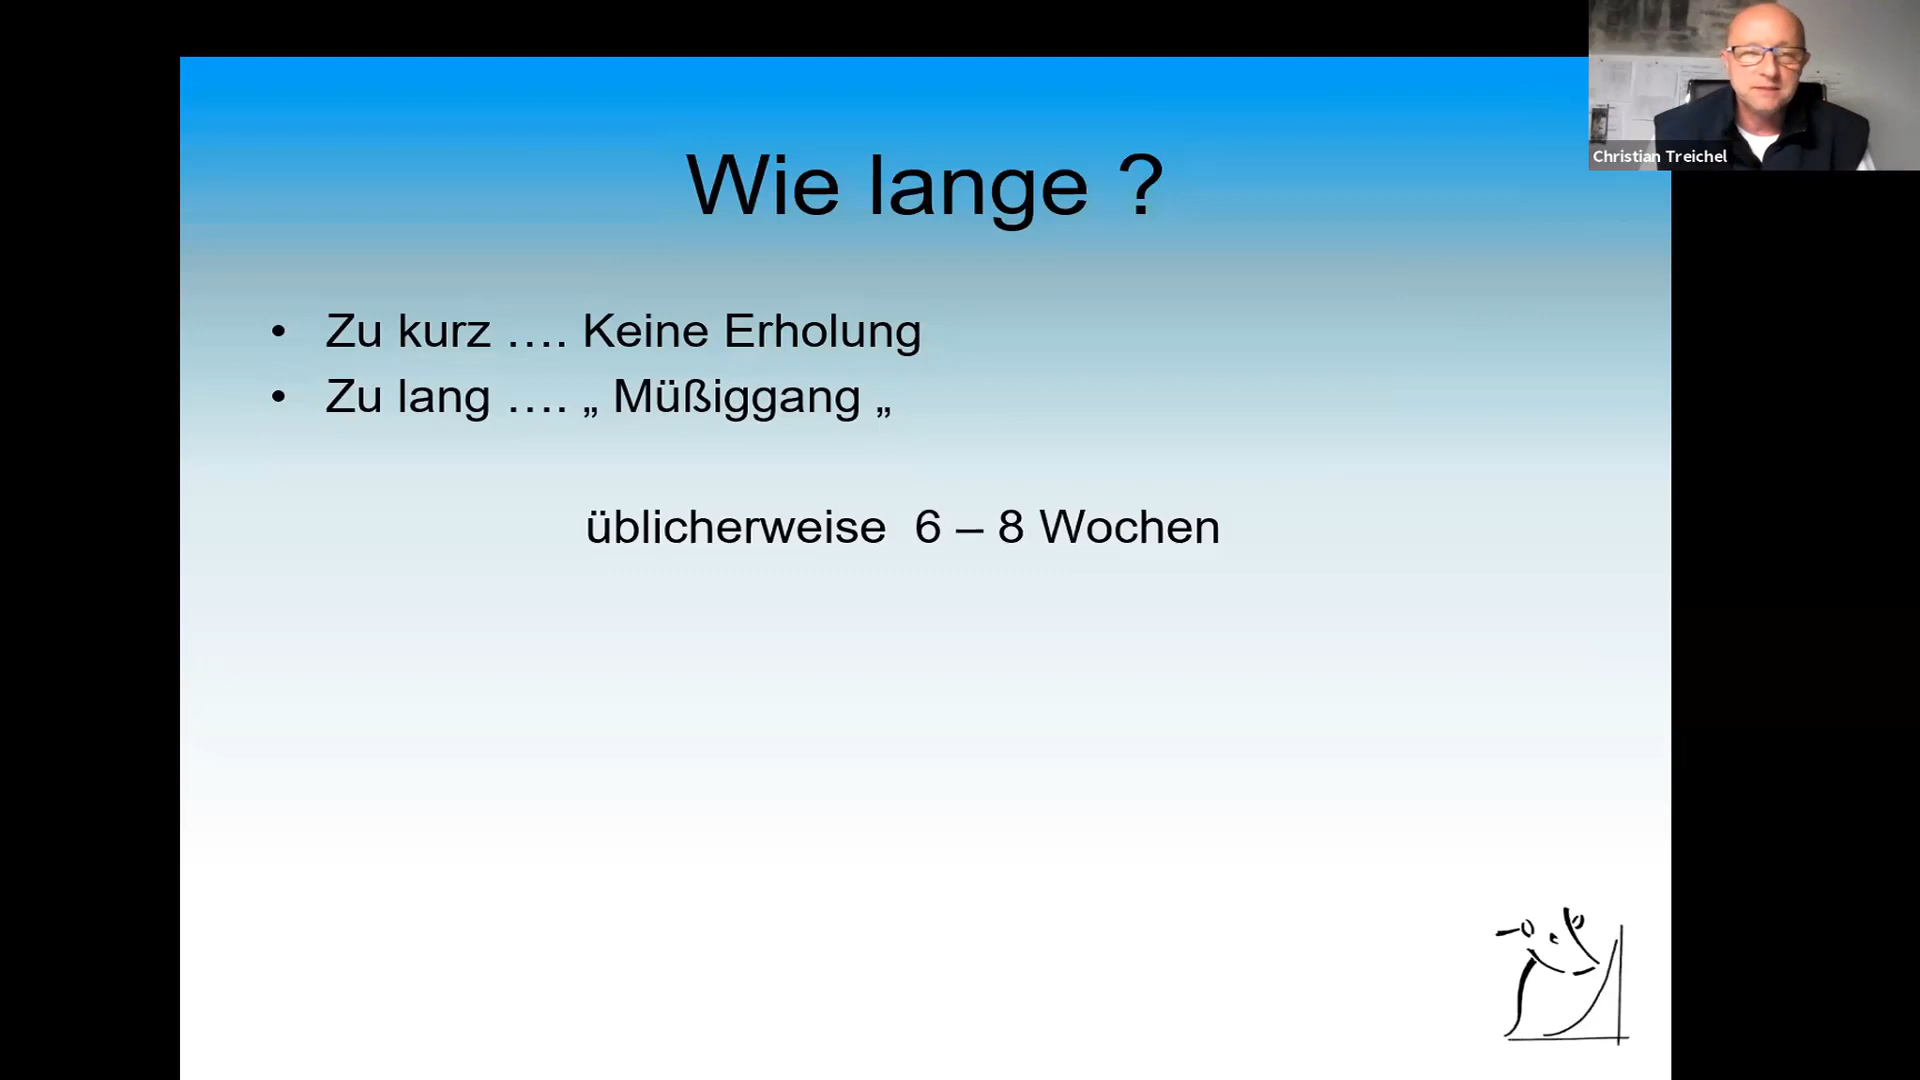 Christian Treichel
Wie lange ?
• Zu kurz …. Keine Erholung
• Zu lang …. „ Müßiggang „
üblicherweise 6 – 8 Wochen